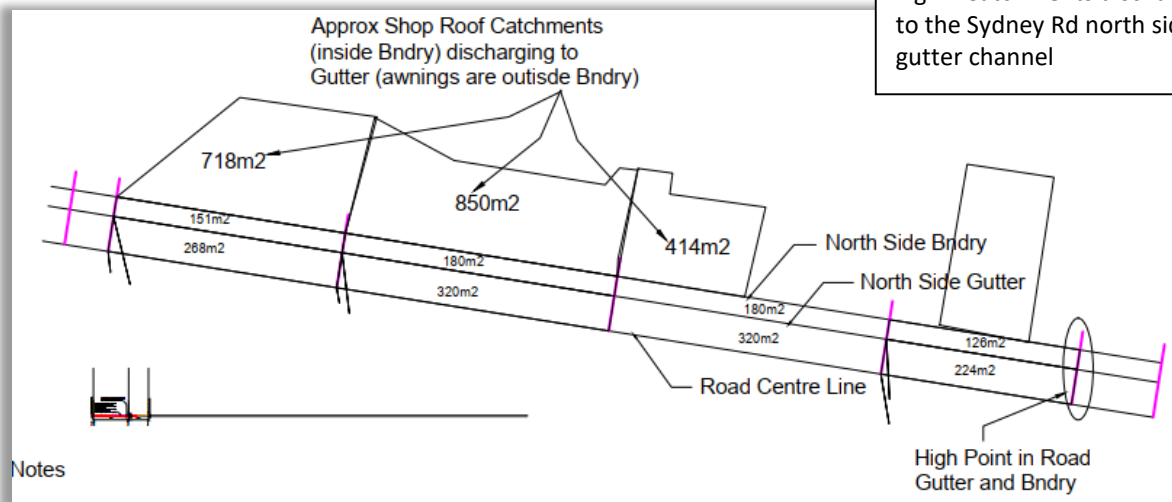 to the Sydney Rd north
gutter channel
Approx Shop Roof Catchments
(inside Bndry) discharging to
Gutter (awnings are outisde Bndry)
718m2
850m2
414m2
151m2
268m2
180m2
320m2
180m2
320m2
126m2
224m2
North Side Bndry
North Side Gutter
Road Centre Line
High Point in Road
Gutter and Bndry
Notes